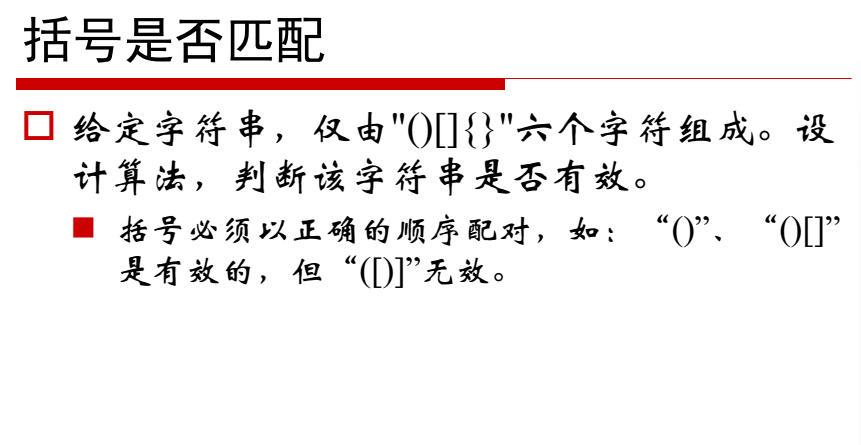 括号是否匹配
给定字符串，仅由"()[]{}"六个字符组成。设
计算法，判断该字符串是否有效。
括号必须以正确的顺序配对，如：“()”、“()[]”
是有效的，但“([)]”无效。